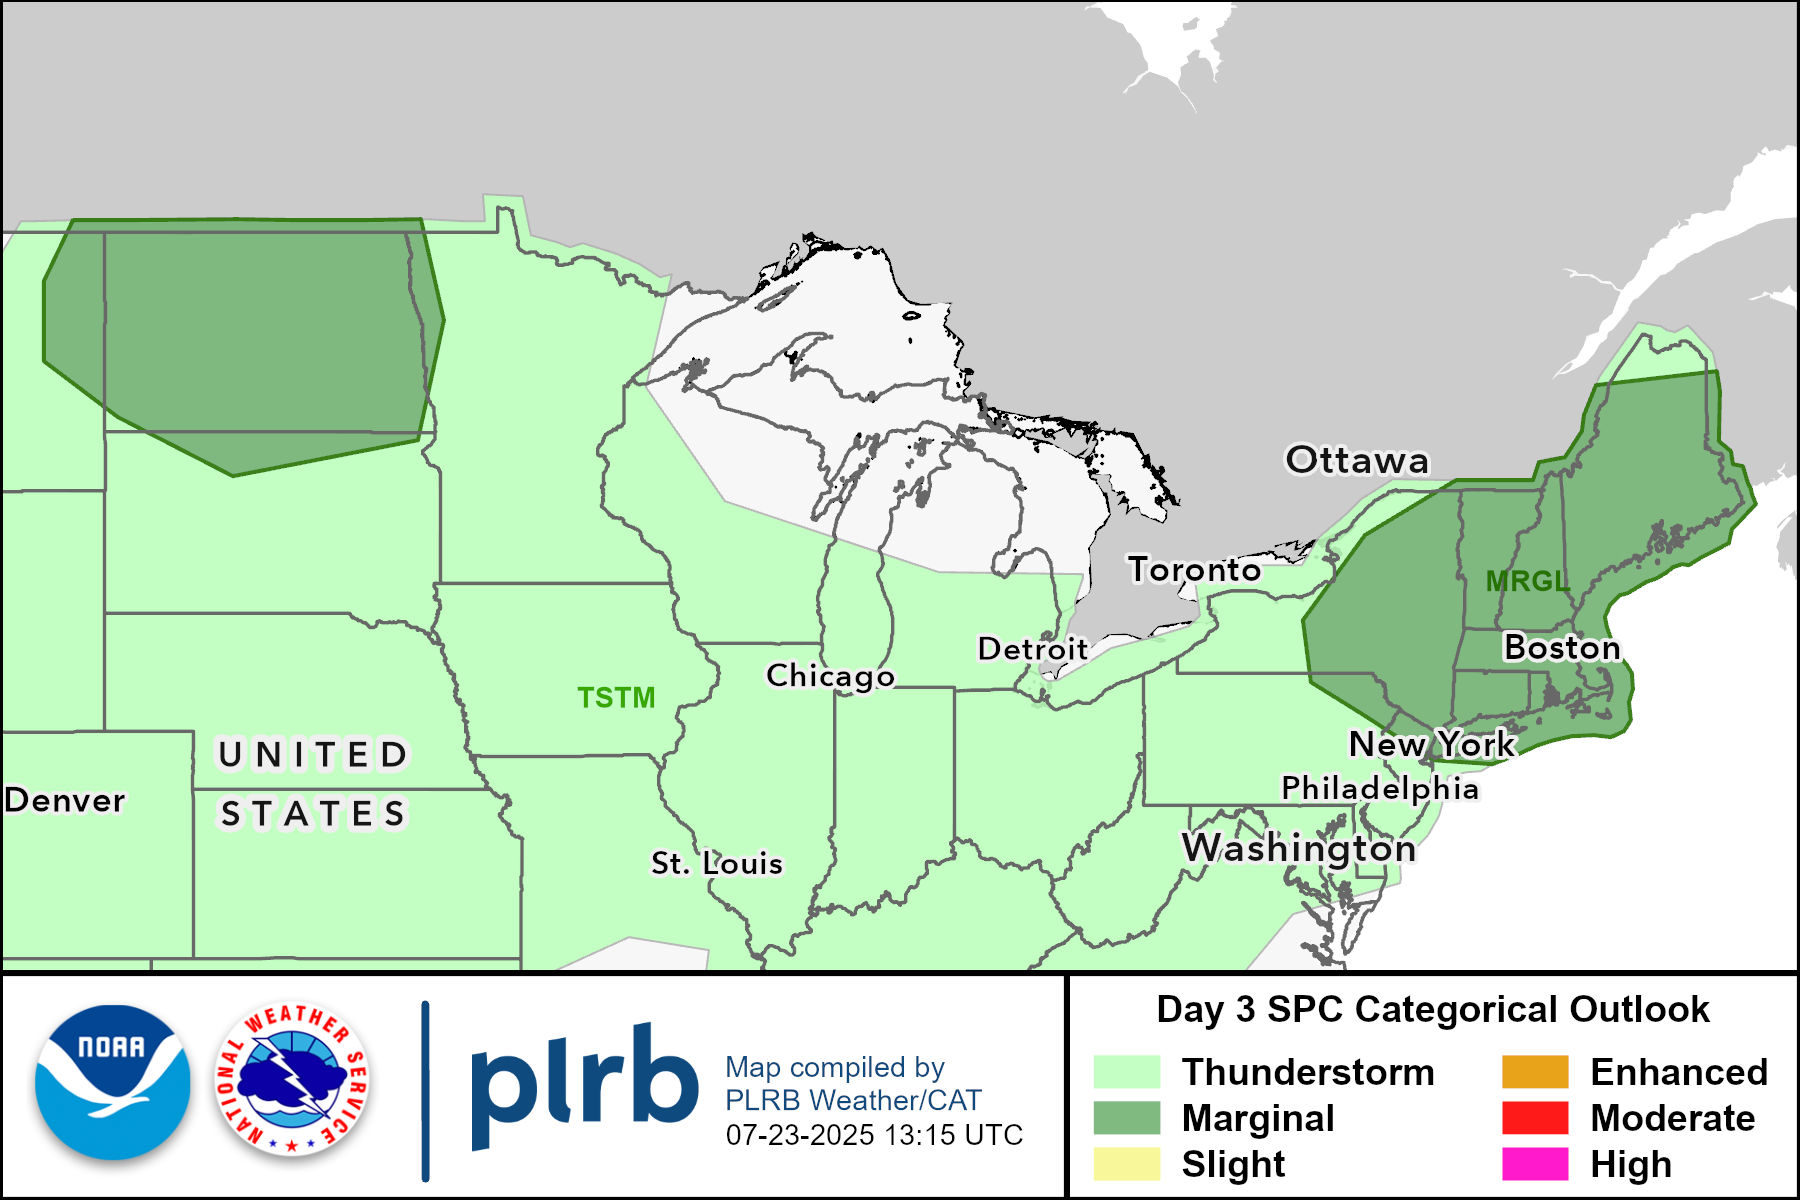 Ottawa
Toronto
MRGL
Detroit
Boston
Chicago
TSTM
New York
UNITED
STATES
Denver
Philadelphia
Washington
St. Louis
NOAA
NATIONAL WEATHER SERVICE
plrb
Map compiled by
PLRB Weather/CAT
07-23-2025 13:15 UTC
Day 3 SPC Categorical Outlook
Thunderstorm
Marginal
Slight
Enhanced
Moderate
High